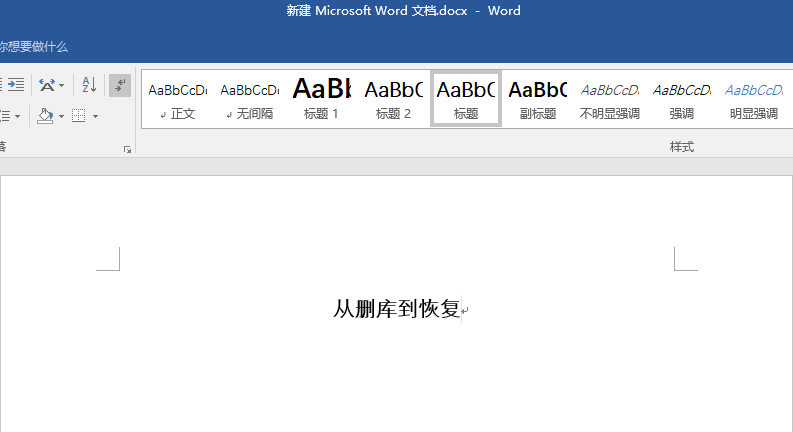 新建 Microsoft Word 文档.docx - Word
你想要做什么
AaBbCcDc AaBbCcDc AaBb AaBbC AaBbC AaBbC AaBbCcD AaBbCcD AaBbCcD
正文 无间隔 标题 1 标题 2 标题 副标题 不明显强调 强调 明显强调
落 样式
从删库到恢复